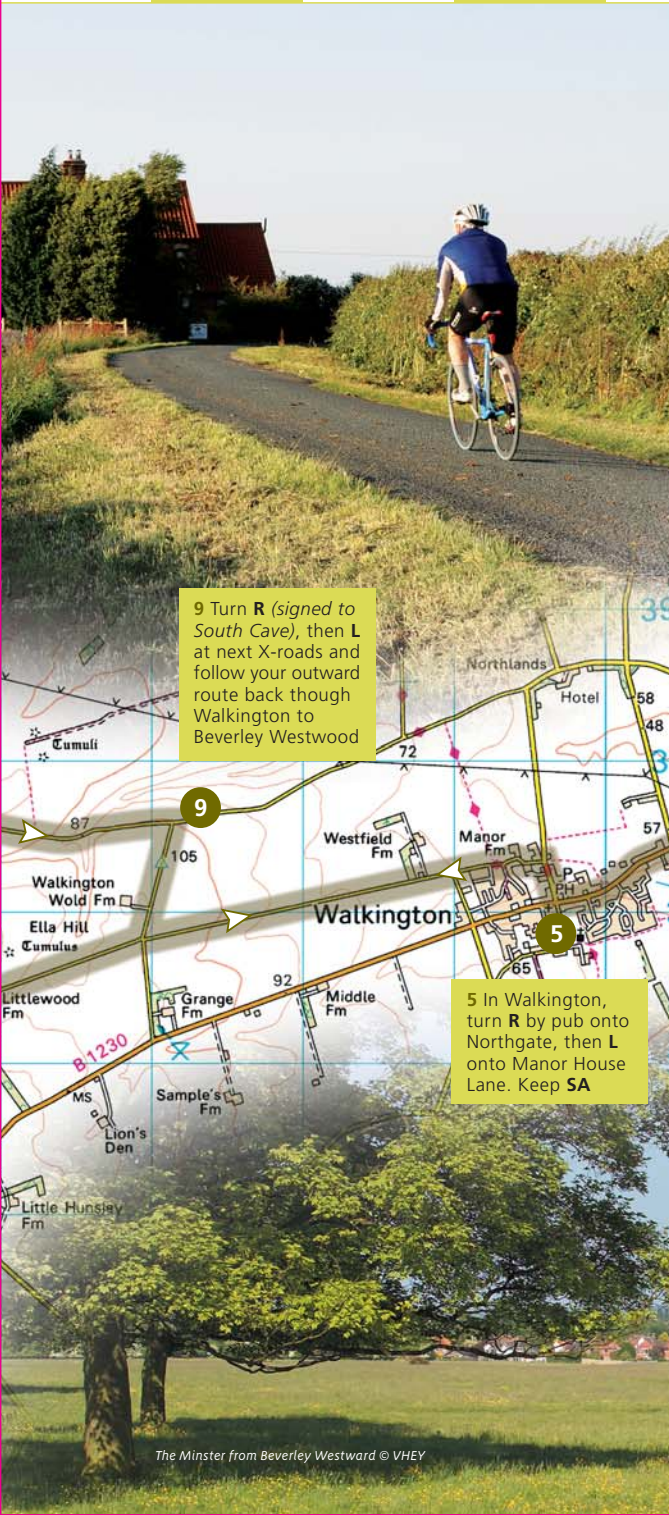 9 Turn R (signed to
South Cave), then L
at next X-roads and
follow your outward
route back though
Walkington to
Beverley Westwood
39
Northlands
Hotel
58
48
Tumuli
72
3
87
9
57
105
Westfield
Fm
Manor
Fm
P
PH
Walkington
Wold Fm
Walkington
Ella Hill
Tumulus
5
65
92
Littlewood
Fm
Grange
Fm
Middle
Fm
5 In Walkington,
turn R by pub onto
Northgate, then L
onto Manor House
Lane. Keep SA
B1230
MS
Sample's
Fm
Lion's
Den
Little Hunsley
Fm
The Minster from Beverley Westward © VHEY